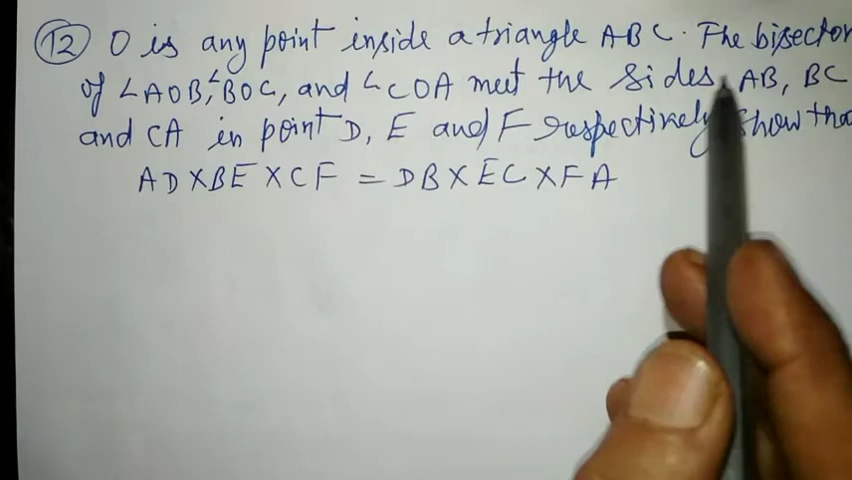 (12) O is any point inside a triangle ABC. The bisector
of ∠AOB, ∠BOC, and ∠COA meet the sides AB, BC
and CA in point D, E and F respectively show tha
AD×BE×CF = DB×EC×FA